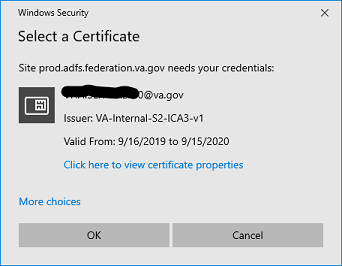 Windows Security
Select a Certificate
Site prod.adfs.federation.va.gov needs your credentials:
0@va.gov
Issuer: VA-Internal-S2-ICA3-v1
Valid From: 9/16/2019 to 9/15/2020
Click here to view certificate properties
More choices
OK
Cancel